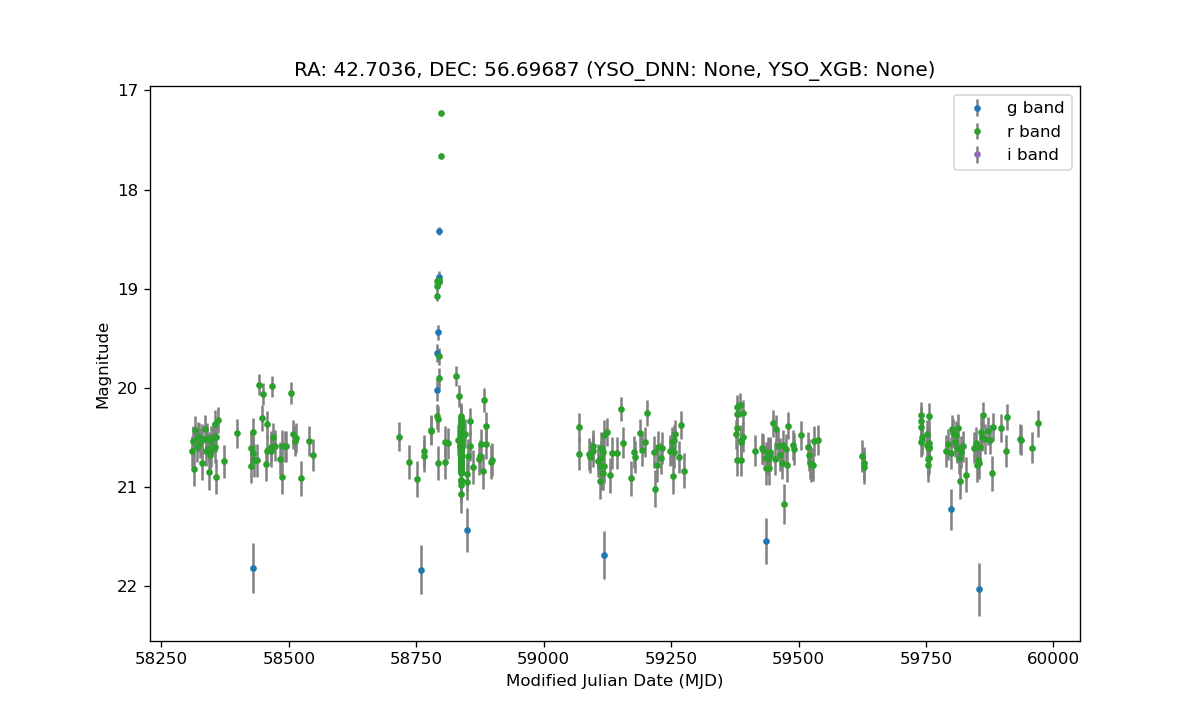 RA: 42.7036, DEC: 56.69687 (YSO_DNN: None, YSO_XGB: None)
g band
r band
i band
17
18
19
20
21
22
Magnitude
58250 58500 58750 59000 59250 59500 59750 60000
Modified Julian Date (MJD)